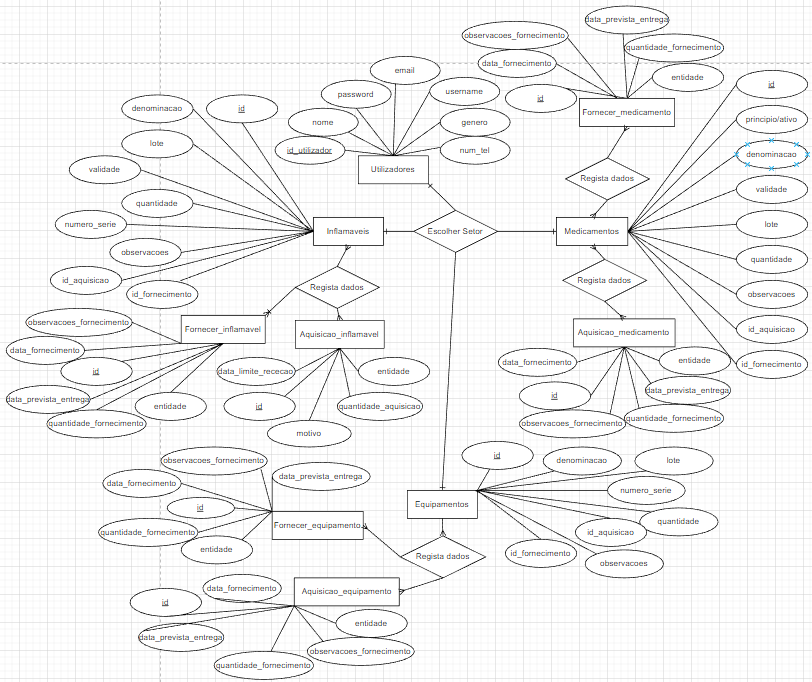 data_prevista_entrega
observacoes_fornecimento
quantidade_fornecimento
data_fornecimento
entidade
id
Fornecer_medicamento
email
password
username
nome
genero
id_utilizador
num_tel
Utilizadores
denominacao
id
lote
validade
quantidade
numero_serie
observacoes
id_aquisicao
id_fornecimento
Inflamaveis
Escolher Setor
Regista dados
Medicamentos
id
principio/ativo
denominacao
validade
lote
quantidade
observacoes
id_aquisicao
id_fornecimento
Regista dados
Regista dados
observacoes_fornecimento
Fornecer_inflamavel
data_fornecimento
id
data_prevista_entrega
quantidade_fornecimento
entidade
Aquisicao_inflamavel
data_limite_rececao
entidade
id
quantidade_aquisicao
motivo
Aquisicao_medicamento
data_fornecimento
entidade
id
data_prevista_entrega
observacoes_fornecimento
quantidade_fornecimento
observacoes_fornecimento
data_prevista_entrega
data_fornecimento
id
quantidade_fornecimento
entidade
Fornecer_equipamento
id
denominacao
lote
numero_serie
Equipamentos
quantidade
id_aquisicao
id_fornecimento
observacoes
Regista dados
Aquisicao_equipamento
data_fornecimento
id
entidade
data_prevista_entrega
observacoes_fornecimento
quantidade_fornecimento